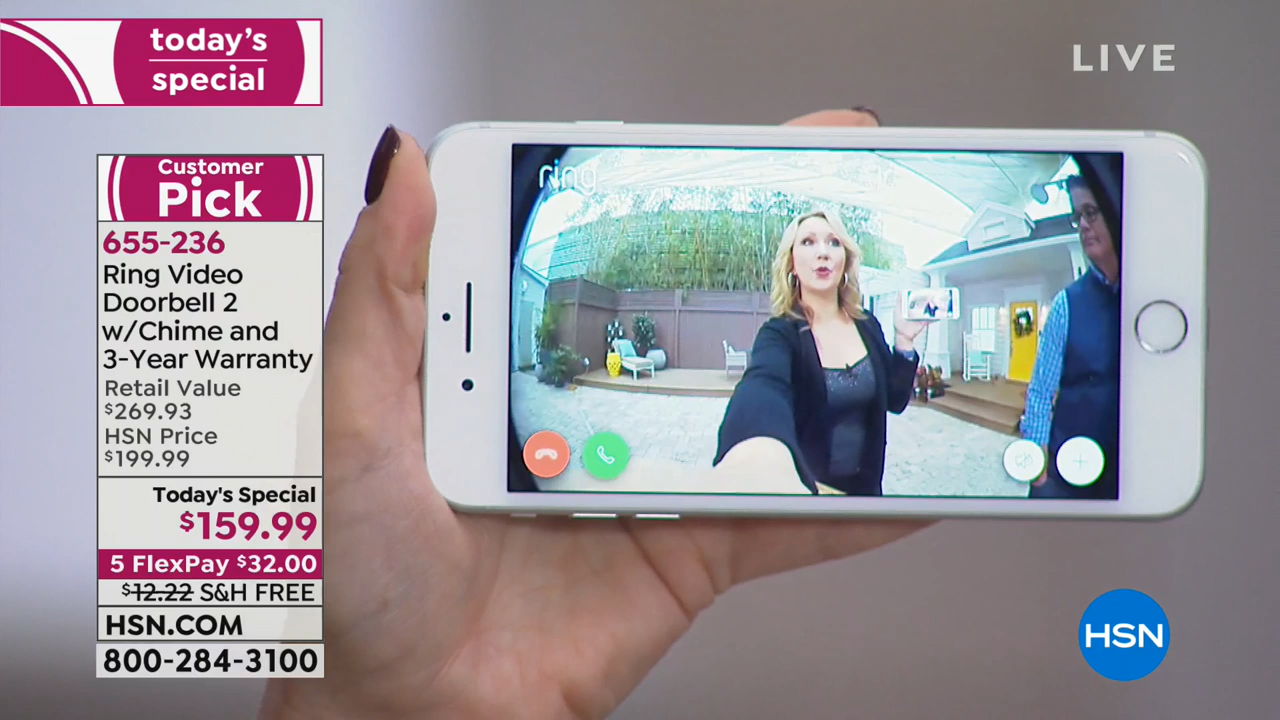 today's
special
LIVE
Customer
Pick
655-236
Ring Video
Doorbell 2
w/Chime and
3-Year Warranty
Retail Value
$269.93
HSN Price
$199.99
Today's Special
$159.99
5 FlexPay $32.00
$12.22 S&H FREE
HSN.COM
800-284-3100
ring
HSN